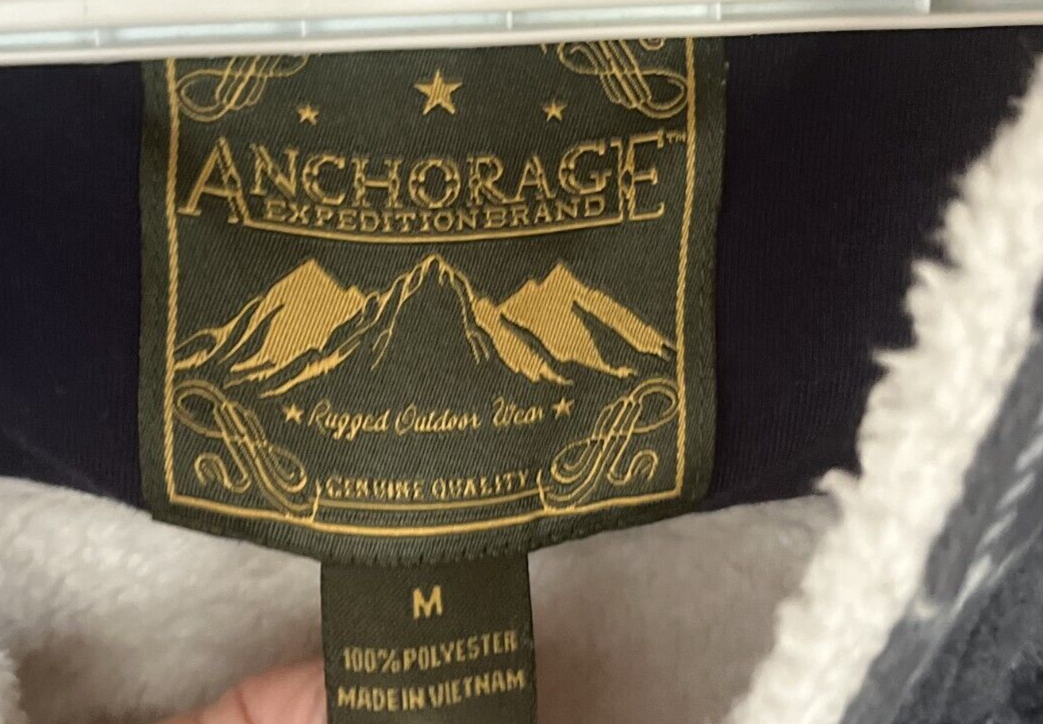 ANCHORAGE™
EXPEDITION BRAND
Rugged Outdoor Wear
GENUINE QUALITY
M
100% POLYESTER
MADE IN VIETNAM